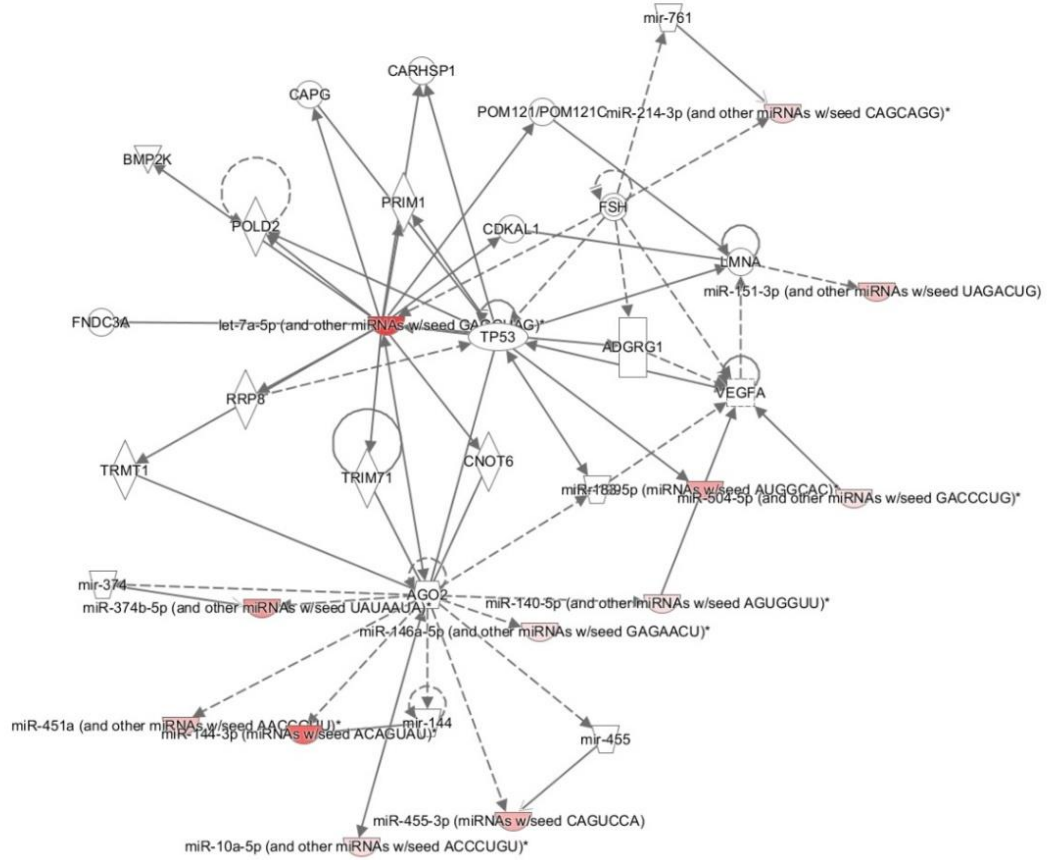 mir-761
CARHSP1
CAPG
POM121/POM121C
miR-214-3p (and other miRNAs w/seed CAGCAGG)*
BMP2K
PRIM1
FSH
POLD2
CDKAL1
LMNA
miR-151-3p (and other miRNAs w/seed UAGACUG)
FNDC3A
let-7a-5p (and other miRNAs w/seed
TP53
ADGRG1
VEGFA
RRP8
CNOT6
TRMT1
TRIM71
(miRNAs w/seed AUGGCAC)*
miR-504-5p (and other miRNAs w/seed GACCCUG)*
mir-374
AGO2
miR-374b-5p (and other miRNAs w/seed UAUAAUA)*
miR-140-5p (and other miRNAs w/seed AGUGGUU)*
miR-146a-5p (and other miRNAs w/seed GAGAACU)*
mir-144
miR-451a (and other miRNAs w/seed
miR-144-3p (miRNAs w/seed ACAGUAU)*
mir-455
miR-455-3p (miRNAs w/seed CAGUCCA)
miR-10a-5p (and other miRNAs w/seed ACCCUGU)*